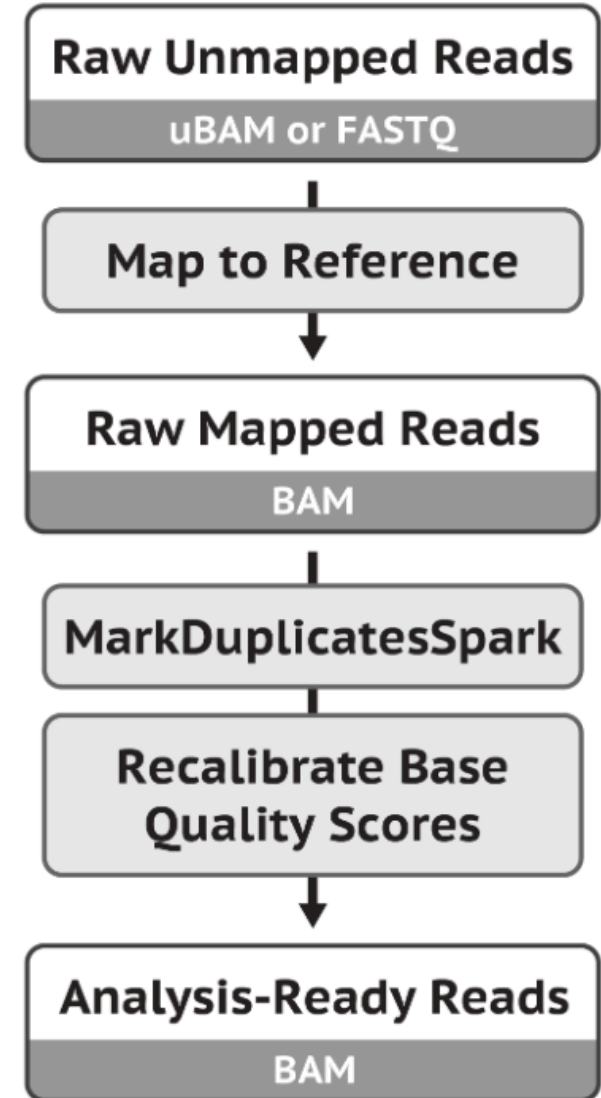 Raw Unmapped Reads
uBAM or FASTQ
Map to Reference
Raw Mapped Reads
BAM
MarkDuplicatesSpark
Recalibrate Base
Quality Scores
Analysis-Ready Reads
BAM